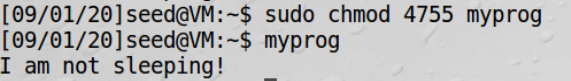 [09/01/20]seed@VM:~$ sudo chmod 4755 myprog
[09/01/20]seed@VM:~$ myprog
I am not sleeping!